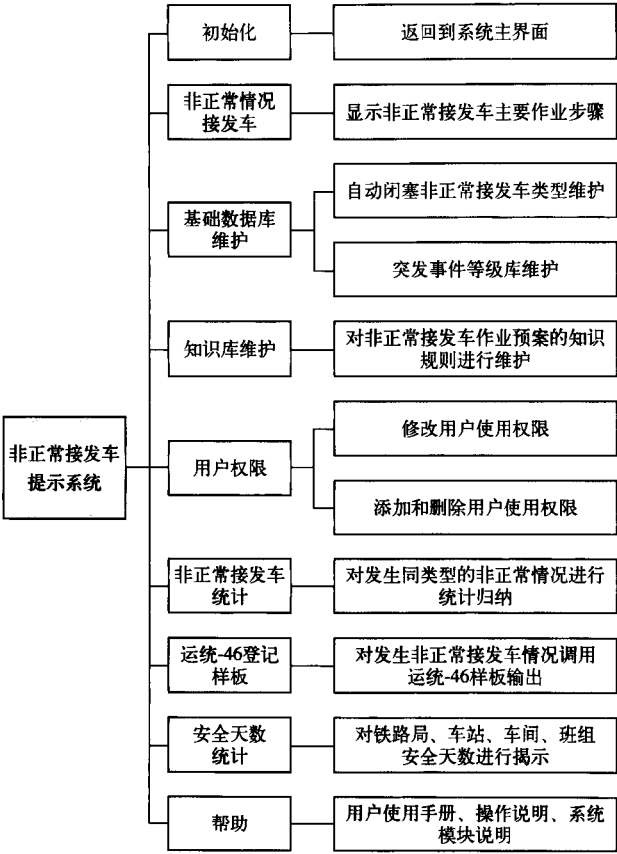 初始化
返回到系统主界面
非正常情况
接发车
显示非正常接发车主要作业步骤
基础数据库
维护
自动闭塞非正常接发车类型维护
突发事件等级库维护
知识库维护
对非正常接发车作业预案的知识
规则进行维护
非正常接发车
提示系统
用户权限
修改用户使用权限
添加和删除用户使用权限
非正常接发车
统计
对发生同类型的非正常情况进行
统计归纳
运统-46登记
样板
对发生非正常接发车情况调用
运统-46样板输出
安全天数
统计
对铁路局、车站、车间、班组
安全天数进行揭示
帮助
用户使用手册、操作说明、系统
模块说明